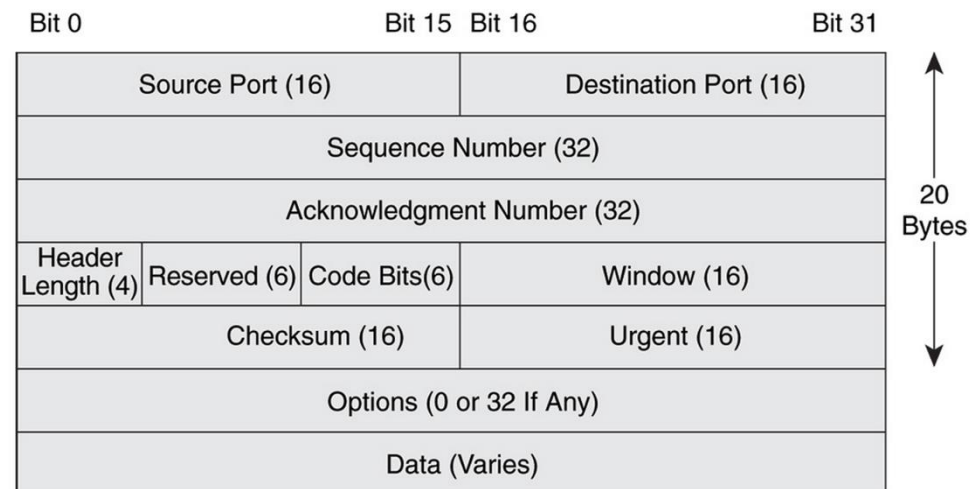 Bit 0 Bit 15 Bit 16 Bit 31
Source Port (16) Destination Port (16)
Sequence Number (32)
Acknowledgment Number (32)
20
Bytes
Header
Length (4) Reserved (6) Code Bits(6) Window (16)
Checksum (16) Urgent (16)
Options (0 or 32 If Any)
Data (Varies)